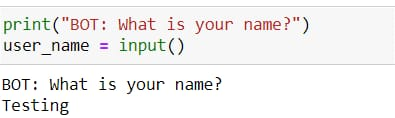 print("BOT: What is your name?")
user_name = input()
BOT: What is your name?
Testing